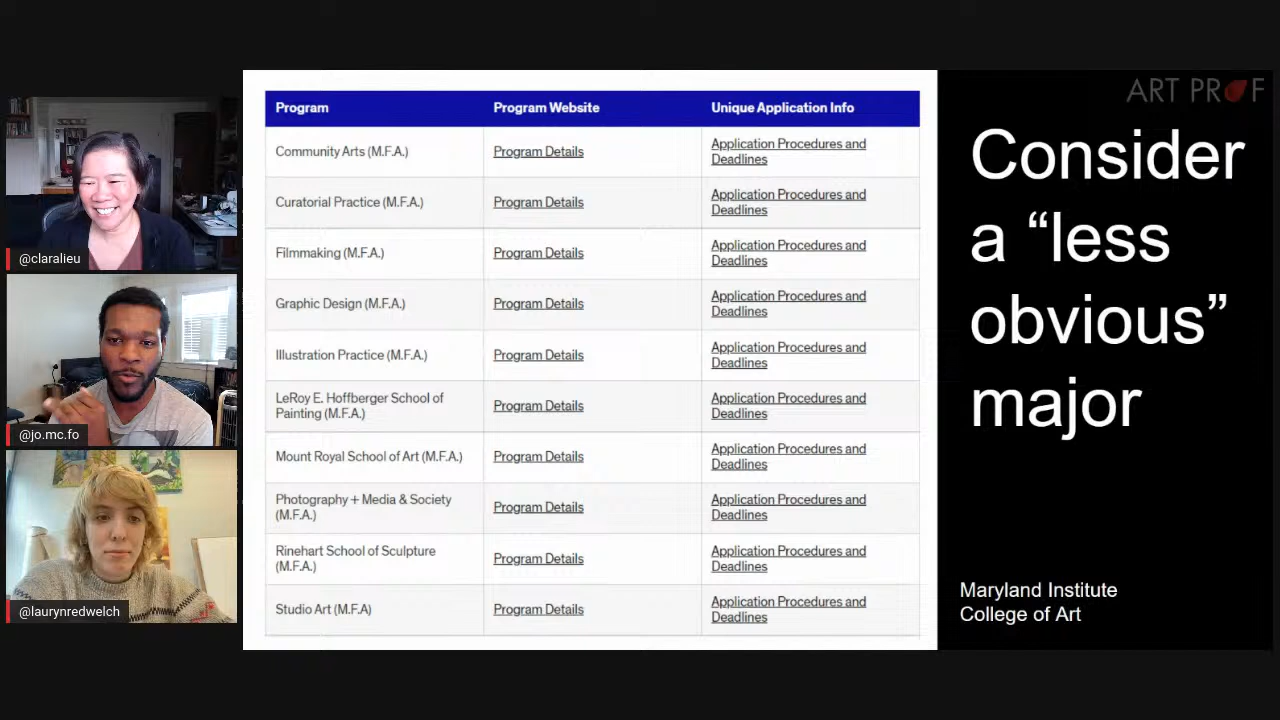 ART PROF
@claralieu
@jo.mc.fo
@laurynredwelch
Program Program Website Unique Application Info
Community Arts (M.F.A.) Program Details Application Procedures and
Deadlines
Curatorial Practice (M.F.A.) Program Details Application Procedures and
Deadlines
Filmmaking (M.F.A.) Program Details Application Procedures and
Deadlines
Graphic Design (M.F.A.) Program Details Application Procedures and
Deadlines
Illustration Practice (M.F.A.) Program Details Application Procedures and
Deadlines
LeRoy E. Hoffberger School of
Painting (M.F.A.) Program Details Application Procedures and
Deadlines
Mount Royal School of Art (M.F.A.) Program Details Application Procedures and
Deadlines
Photography + Media & Society
(M.F.A.) Program Details Application Procedures and
Deadlines
Rinehart School of Sculpture
(M.F.A.) Program Details Application Procedures and
Deadlines
Studio Art (M.F.A) Program Details Application Procedures and
Deadlines
Consider
a “less
obvious”
major
Maryland Institute
College of Art